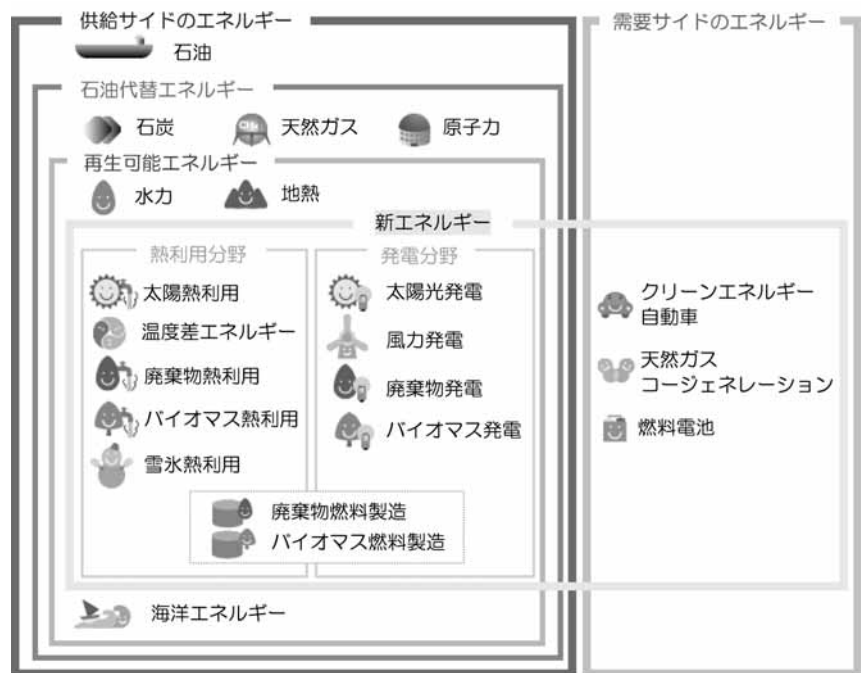 供給サイドのエネルギー
石油
石油代替エネルギー
石炭
天然ガス
原子力
再生可能エネルギー
水力
地熱
新エネルギー
熱利用分野
太陽熱利用
温度差エネルギー
廃棄物熱利用
バイオマス熱利用
雪氷熱利用
発電分野
太陽光発電
風力発電
廃棄物発電
バイオマス発電
廃棄物燃料製造
バイオマス燃料製造
海洋エネルギー
需要サイドのエネルギー
クリーンエネルギー
自動車
天然ガス
コージェネレーション
燃料電池